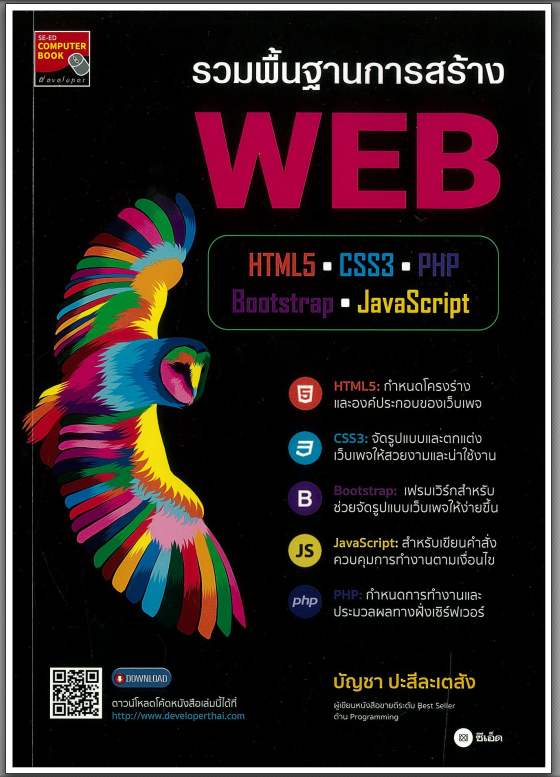 SE-ED
COMPUTER
BOOK
developer
รวมพื้นฐานการสร้าง
WEB
HTML5 ▪ CSS3 ▪ PHP
Bootstrap ▪ JavaScript
HTML5: กำหนดโครงร่าง
และองค์ประกอบของเว็บเพจ
CSS3: จัดรูปแบบและตกแต่ง
เว็บเพจให้สวยงามและน่าใช้งาน
B
Bootstrap: เฟรมเวิร์กสำหรับ
ช่วยจัดรูปแบบเว็บเพจให้ง่ายขึ้น
JS
JavaScript: สำหรับเขียนคำสั่ง
ควบคุมการทำงานตามเงื่อนไข
php
PHP: กำหนดการทำงานและ
ประมวลผลทางฝั่งเซิร์ฟเวอร์
DOWNLOAD
ดาวน์โหลดโค้ดหนังสือเล่มนี้ได้ที่
http://www.developerthai.com
บัญชา ปะสีละเตสัง
ผู้เขียนหนังสือขายดีระดับ Best Seller
ด้าน Programming
ซีเอ็ด